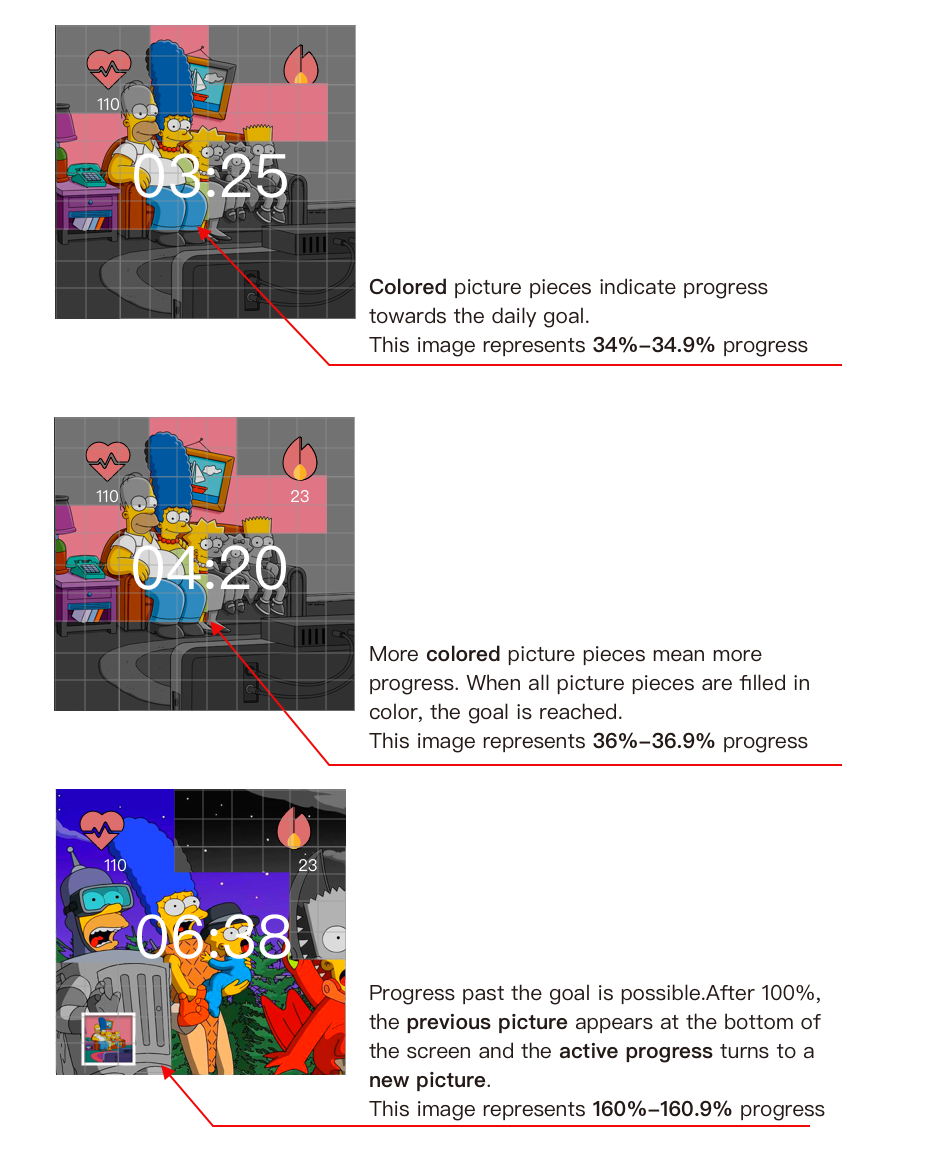 110
03:25
Colored picture pieces indicate progress
towards the daily goal.
This image represents 34%–34.9% progress
110
23
04:20
More colored picture pieces mean more
progress. When all picture pieces are filled in
color, the goal is reached.
This image represents 36%–36.9% progress
110
23
06:38
Progress past the goal is possible.After 100%,
the previous picture appears at the bottom of
the screen and the active progress turns to a
new picture.
This image represents 160%–160.9% progress